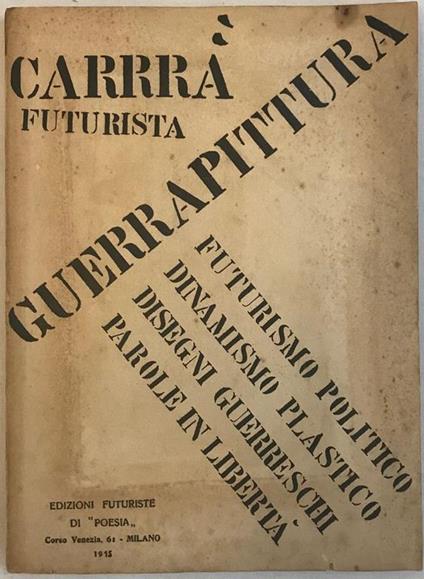 CARRRÀ
FUTURISTA
GUERRAPITTURA
FUTURISMO POLITICO
DINAMISMO PLASTICO
DISEGNI GUERRESCHI
PAROLE IN LIBERTÀ
EDIZIONI FUTURISTE
DI "POESIA„
Corso Venezia, 61 - MILANO
1915